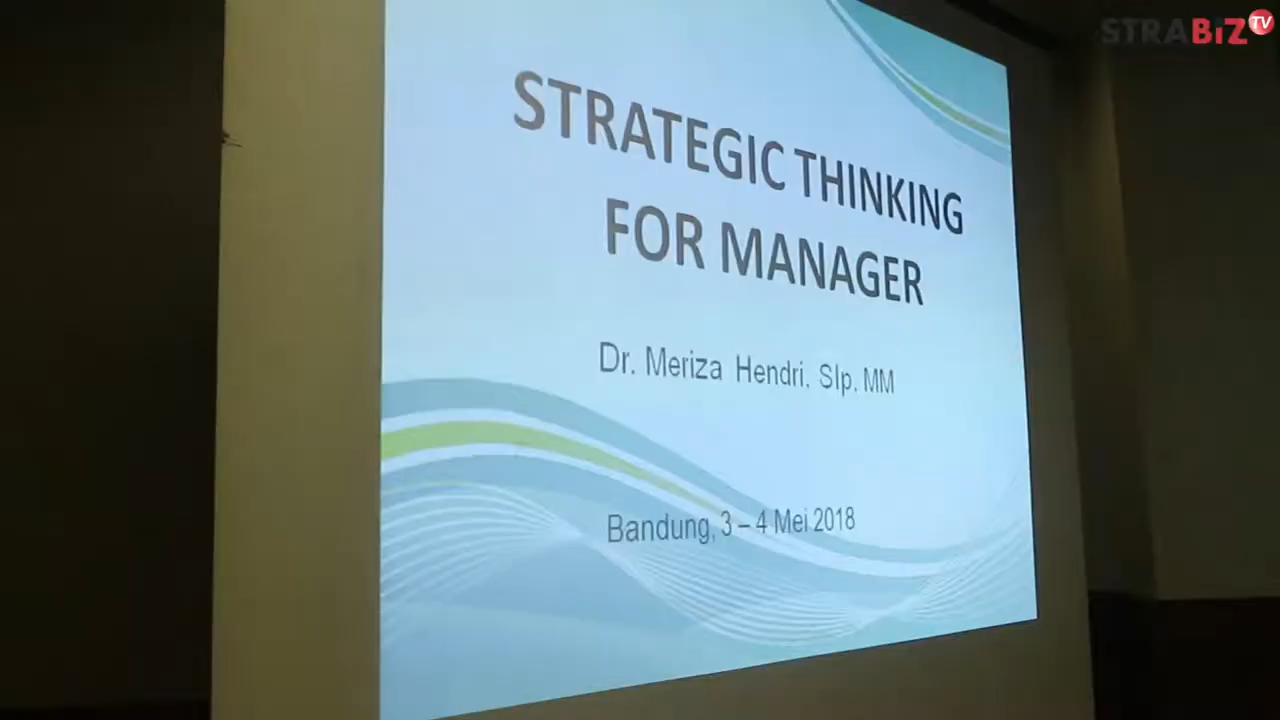 STRABiZ TV
STRATEGIC THINKING
FOR MANAGER
Dr. Meriza Hendri, SIp, MM
Bandung, 3 – 4 Mei 2018